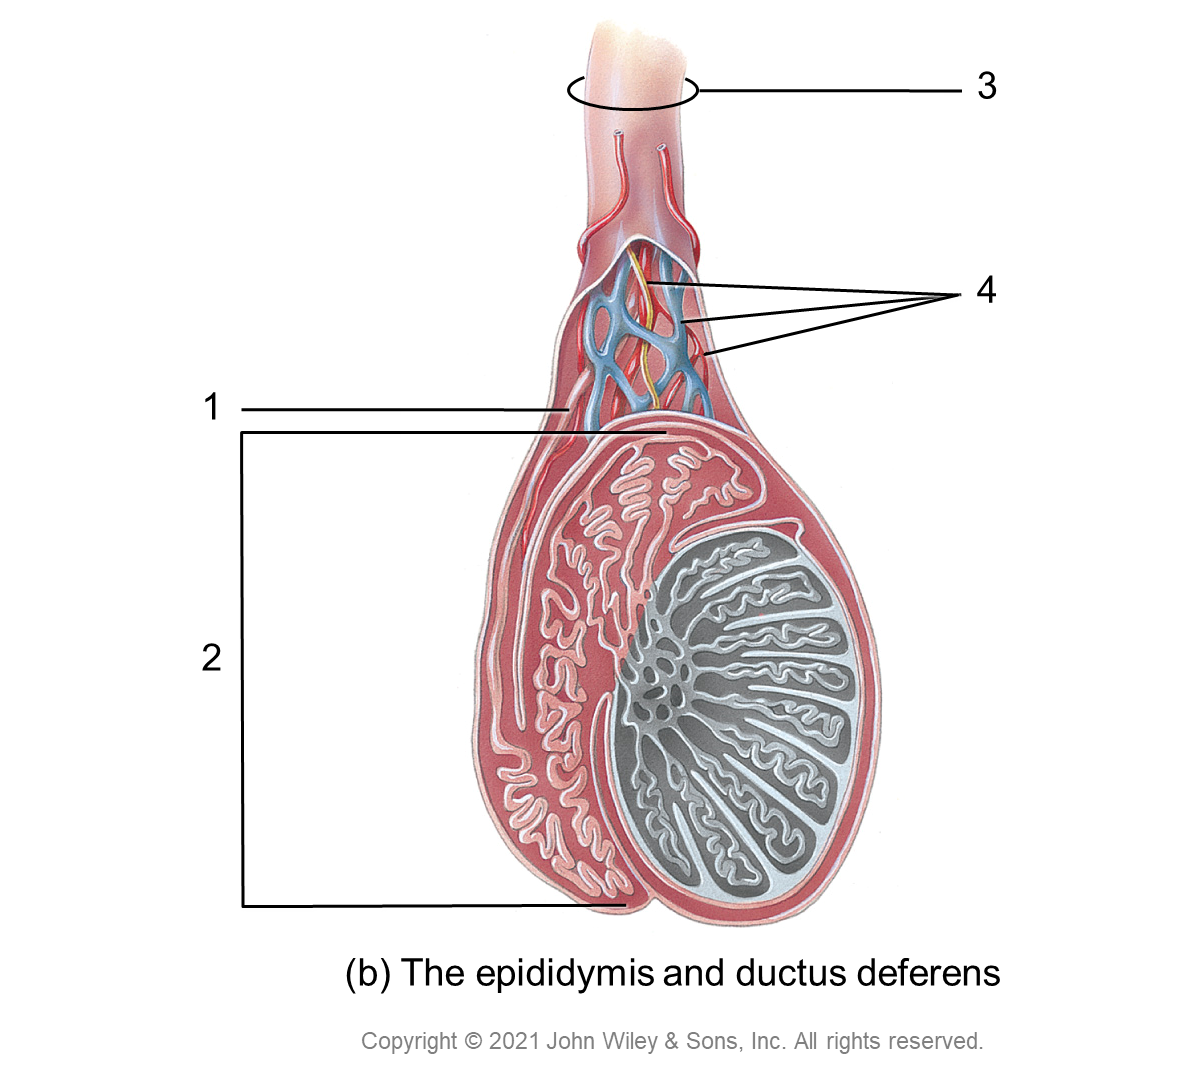 3
4
1
2
(b) The epididymis and ductus deferens
Copyright © 2021 John Wiley & Sons, Inc. All rights reserved.